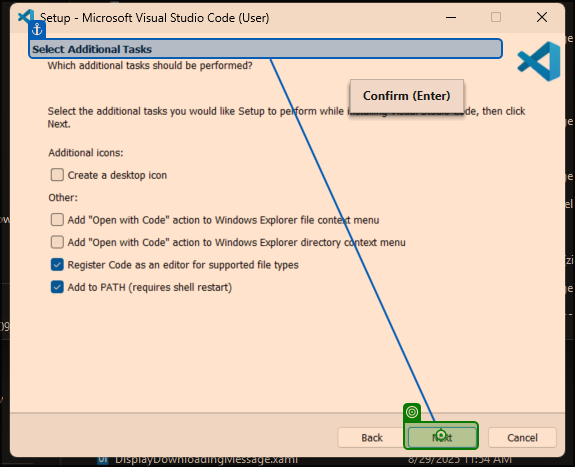 Setup - Microsoft Visual Studio Code (User)
Select Additional Tasks
Which additional tasks should be performed?
Confirm (Enter)
Select the additional tasks you would like Setup to perform while installing Visual Studio Code, then click
Next.
Additional icons:
Create a desktop icon
Other:
Add "Open with Code" action to Windows Explorer file context menu
Add "Open with Code" action to Windows Explorer directory context menu
Register Code as an editor for supported file types
Add to PATH (requires shell restart)
Back
Next
Cancel
DisplayDownloadingMessage.xaml
8/29/2025 11:54 AM